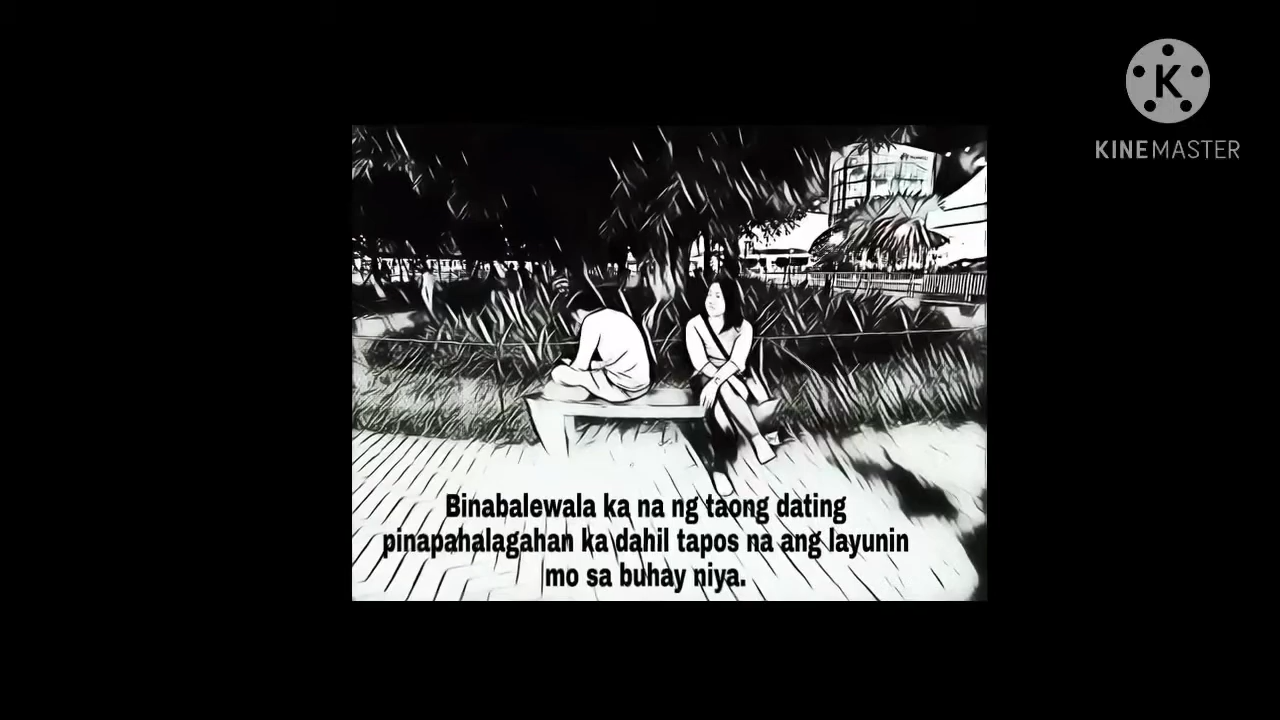 KINEMASTER
Binabalewala ka na ng taong dating
pinapahalagahan ka dahil tapos na ang layunin
mo sa buhay niya.